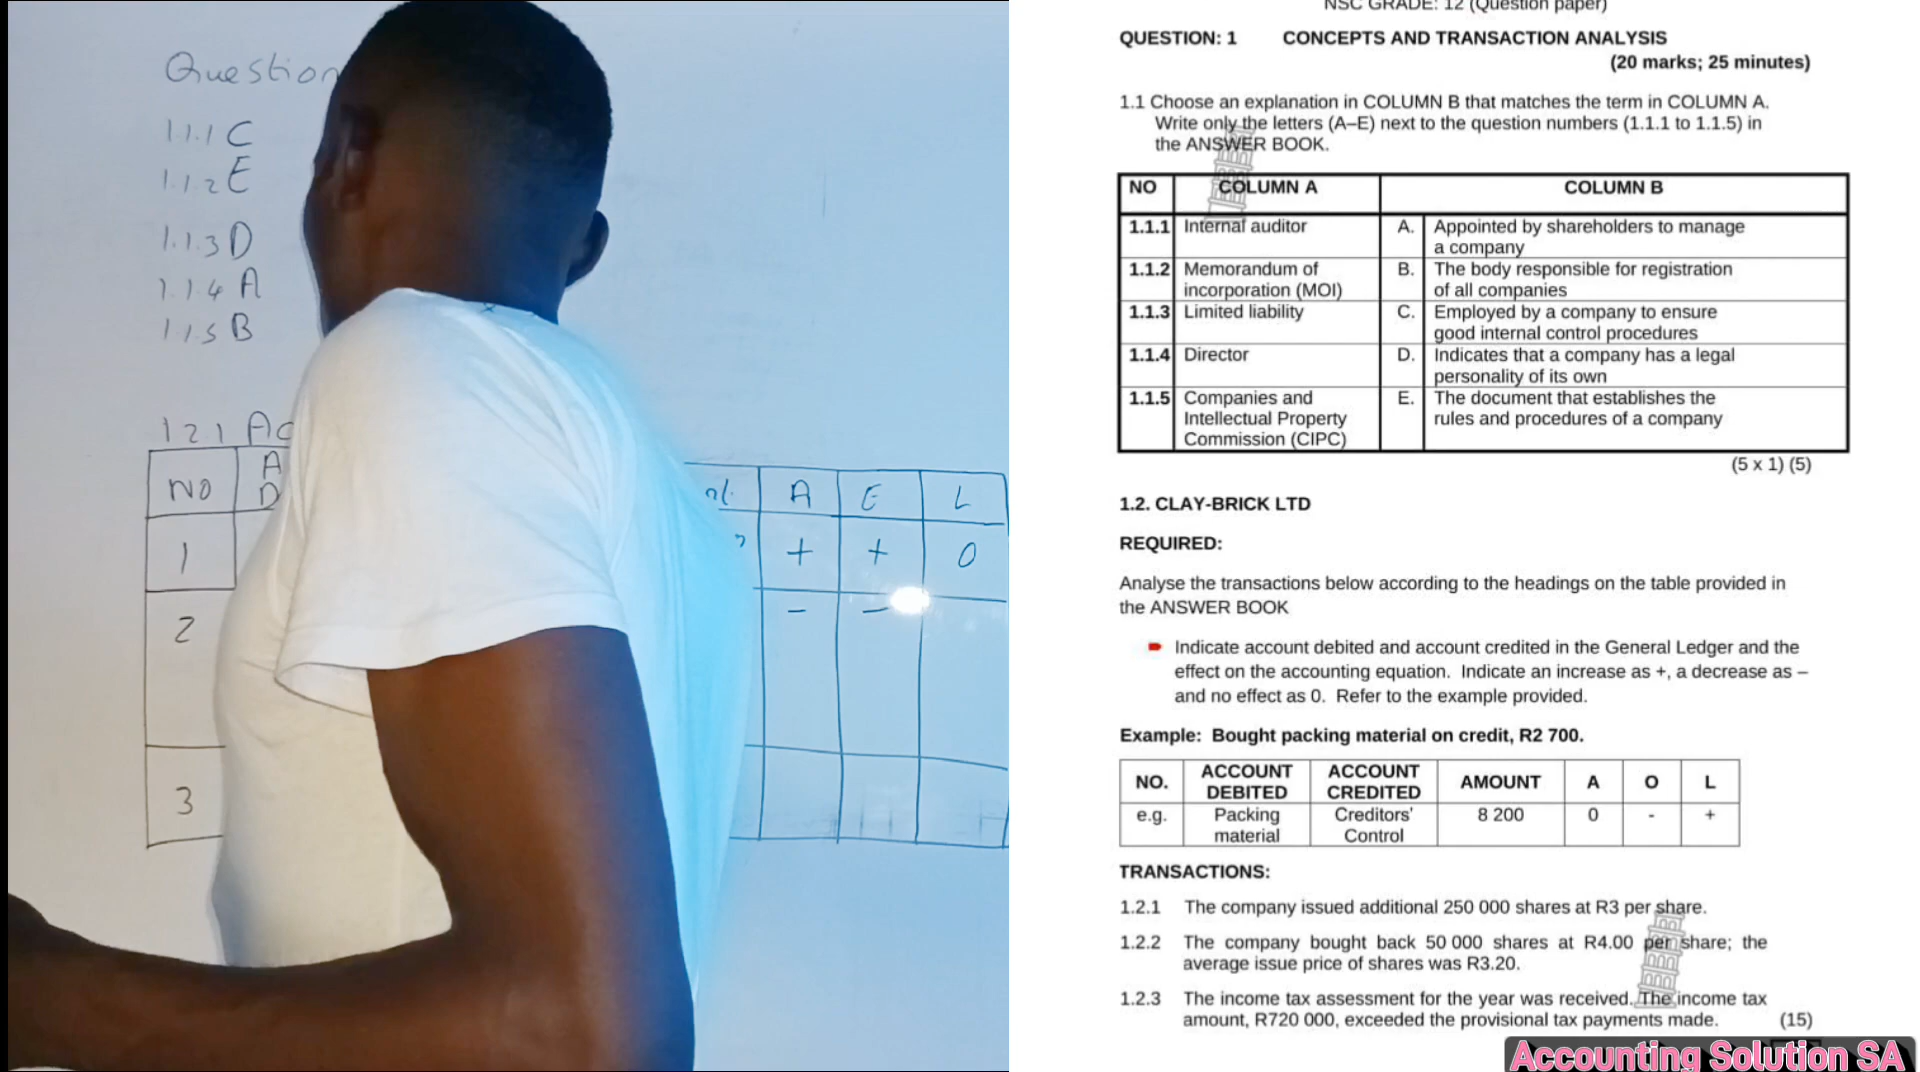 Question
1.1.1 C
1.1.2 E
1.1.3 D
1.1.4 A
1.1.5 B
1 2 1 Ac
NO A D nt. A E L
1 + + 0
2 - -
3
NSC GRADE: 12 (Question paper)
QUESTION: 1 CONCEPTS AND TRANSACTION ANALYSIS
(20 marks; 25 minutes)
1.1 Choose an explanation in COLUMN B that matches the term in COLUMN A.
Write only the letters (A–E) next to the question numbers (1.1.1 to 1.1.5) in
the ANSWER BOOK.
NO COLUMN A COLUMN B
1.1.1 Internal auditor A. Appointed by shareholders to manage
a company
1.1.2 Memorandum of B. The body responsible for registration
incorporation (MOI) of all companies
1.1.3 Limited liability C. Employed by a company to ensure
good internal control procedures
1.1.4 Director D. Indicates that a company has a legal
personality of its own
1.1.5 Companies and E. The document that establishes the
Intellectual Property rules and procedures of a company
Commission (CIPC)
(5 x 1) (5)
1.2. CLAY-BRICK LTD
REQUIRED:
Analyse the transactions below according to the headings on the table provided in
the ANSWER BOOK
Indicate account debited and account credited in the General Ledger and the
effect on the accounting equation. Indicate an increase as +, a decrease as –
and no effect as 0. Refer to the example provided.
Example: Bought packing material on credit, R2 700.
NO. ACCOUNT DEBITED ACCOUNT CREDITED AMOUNT A O L
e.g. Packing material Creditors' Control 8 200 0 - +
TRANSACTIONS:
1.2.1 The company issued additional 250 000 shares at R3 per share.
1.2.2 The company bought back 50 000 shares at R4.00 per share; the
average issue price of shares was R3.20.
1.2.3 The income tax assessment for the year was received. The income tax
amount, R720 000, exceeded the provisional tax payments made. (15)
Accounting Solution SA